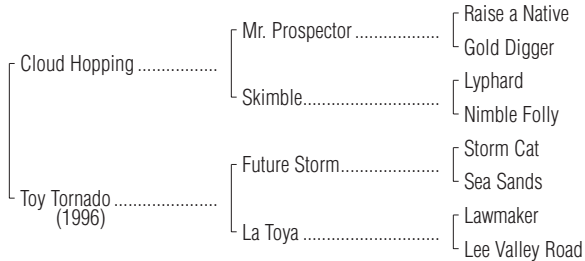 Raise a Native
Mr. Prospector ....................
Gold Digger
Cloud Hopping ...................
Lyphard
Skimble.................................
Nimble Folly
Storm Cat
Future Storm........................
Sea Sands
Toy Tornado .........................
(1996)
Lawmaker
La Toya .................................
Lee Valley Road